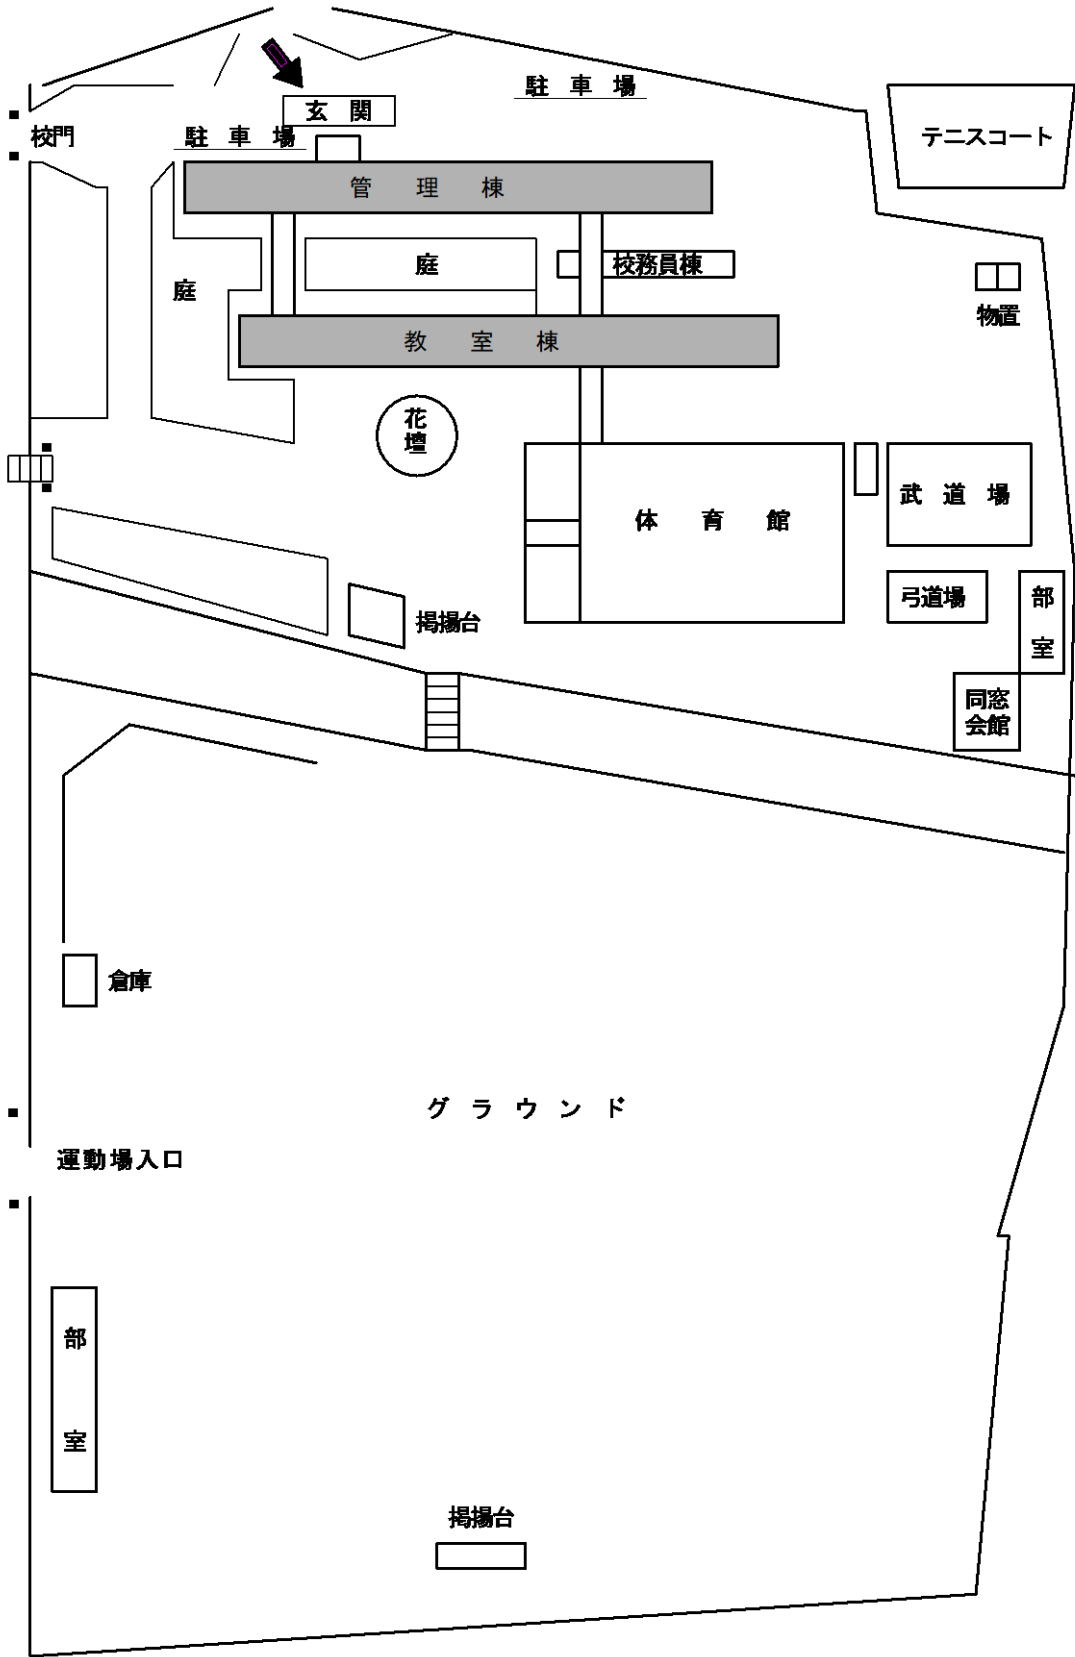 駐車場
玄関
校門
駐車場
テニスコート
管理棟
庭
校務員棟
庭
物置
教室棟
花壇
武道場
体育館
弓道場
部室
掲揚台
同窓
会館
倉庫
グラウンド
運動場入口
部室
掲揚台